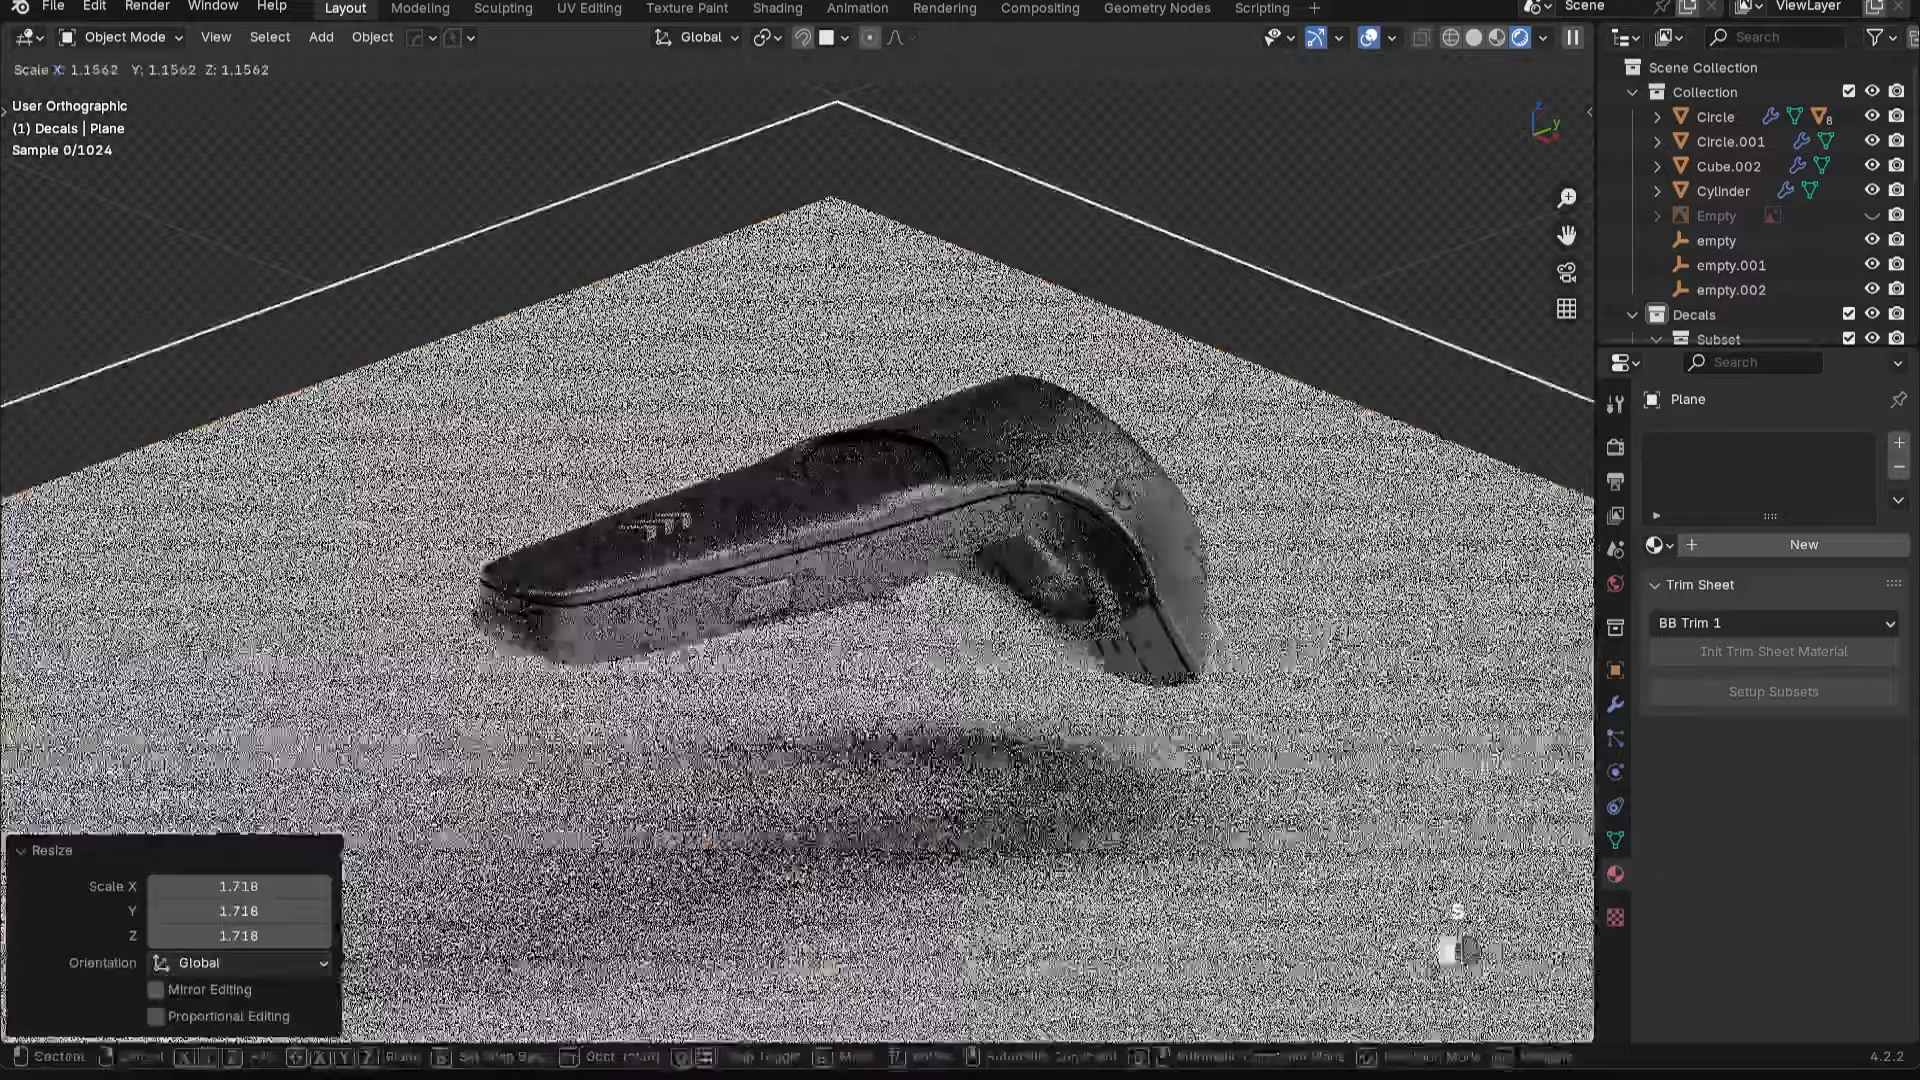 File Edit Render Window Help Layout Modeling Sculpting UV Editing Texture Paint Shading Animation Rendering Compositing Geometry Nodes Scripting + Scene ViewLayer
Object Mode View Select Add Object Global Search
Scale X: 1.1562 Y: 1.1562 Z: 1.1562
User Orthographic
(1) Decals | Plane
Sample 0/1024
z
y
Scene Collection
Collection
Circle 8
Circle.001
Cube.002
Cylinder
Empty
empty
empty.001
empty.002
Decals
Subset
Search
Plane
New
Trim Sheet
BB Trim 1
Init Trim Sheet Material
Setup Subsets
Resize
Scale X 1.718
Y 1.718
Z 1.718
Orientation Global
Mirror Editing
Proportional Editing
S
4.2.2